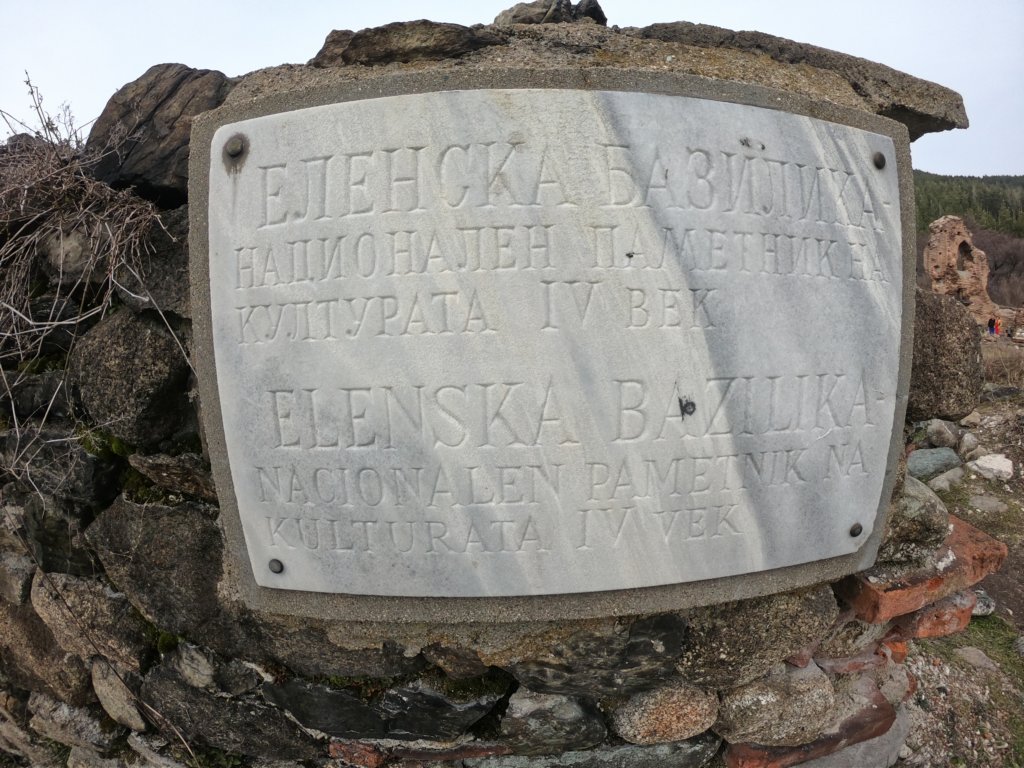 ЕЛЕНСКА БАЗИЛИКА-
НАЦИОНАЛЕН ПАМЕТНИК НА
КУЛТУРАТА IV ВЕК
ELENSKA BAZILIKA-
NACIONALEN PAMETNIK NA
KULTURATA IV VEK